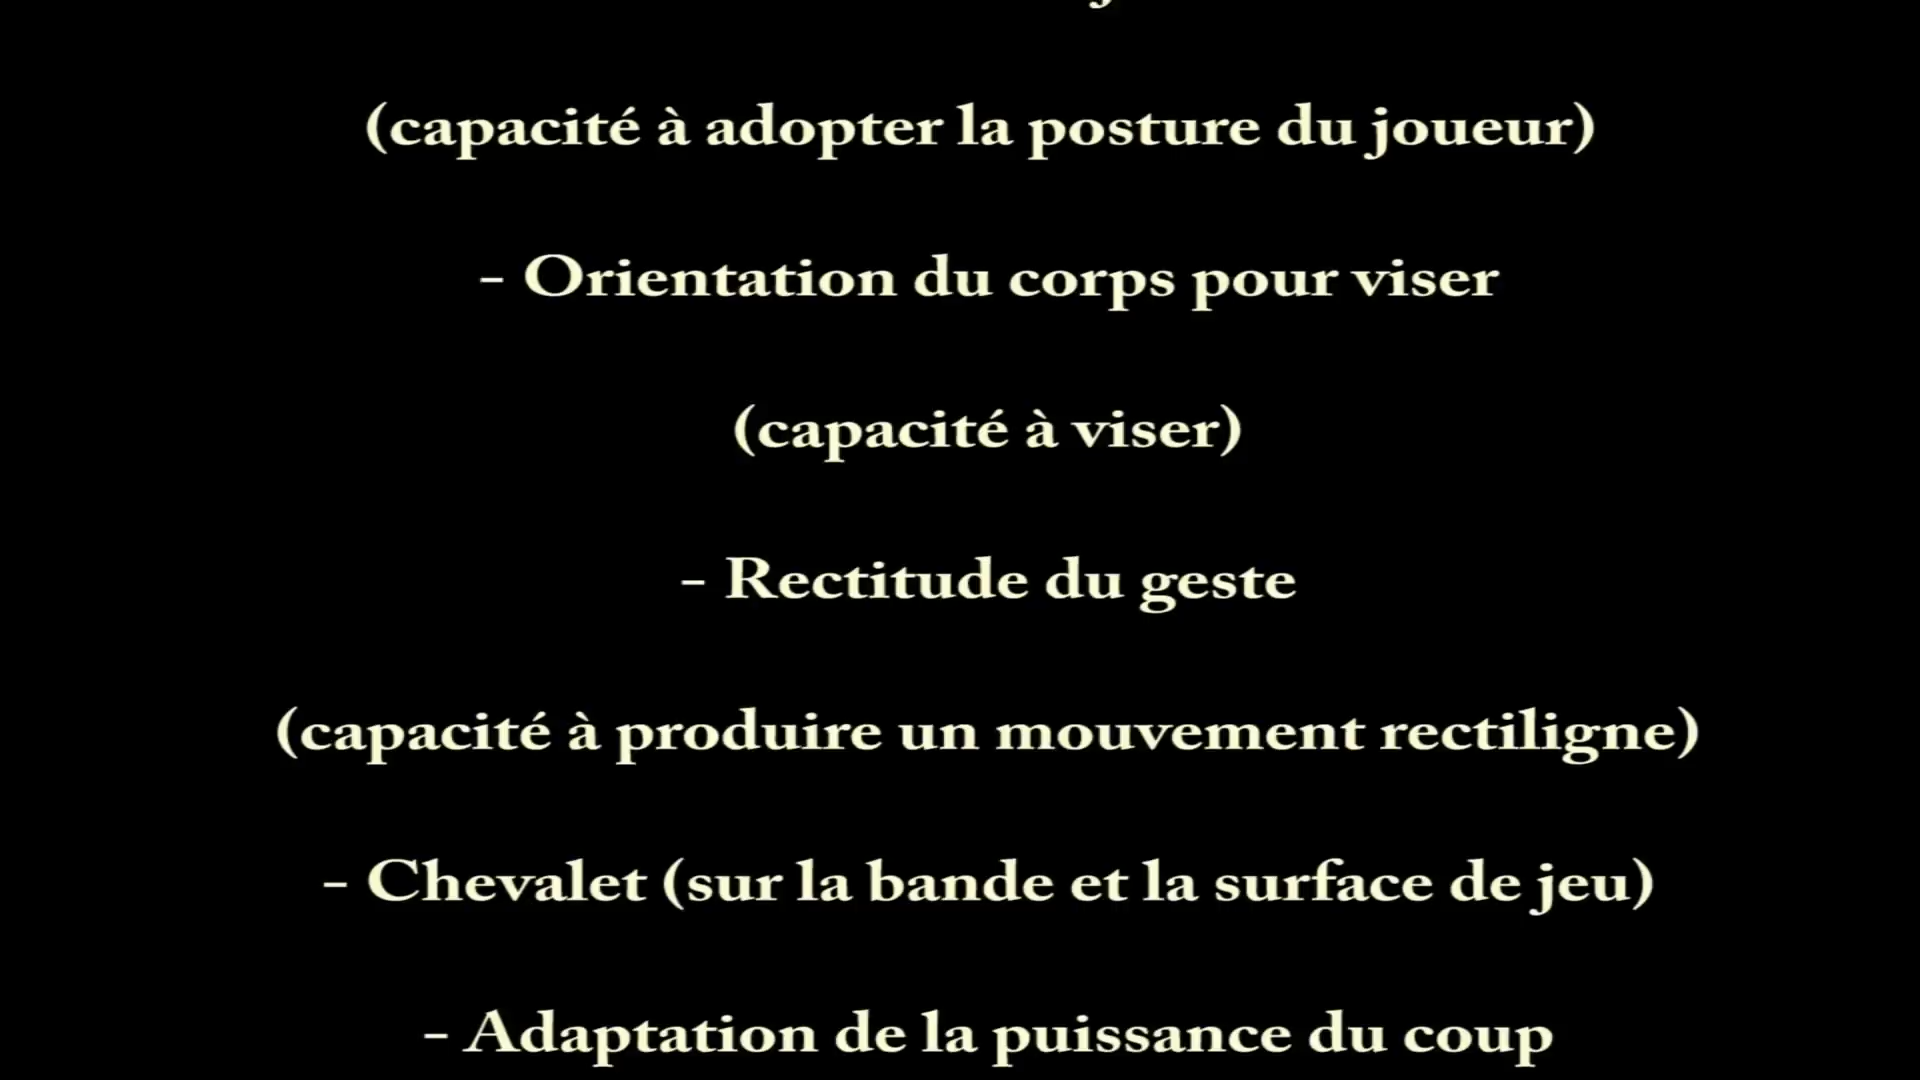 (capacité à adopter la posture du joueur)
- Orientation du corps pour viser
(capacité à viser)
- Rectitude du geste
(capacité à produire un mouvement rectiligne)
- Chevalet (sur la bande et la surface de jeu)
- Adaptation de la puissance du coup